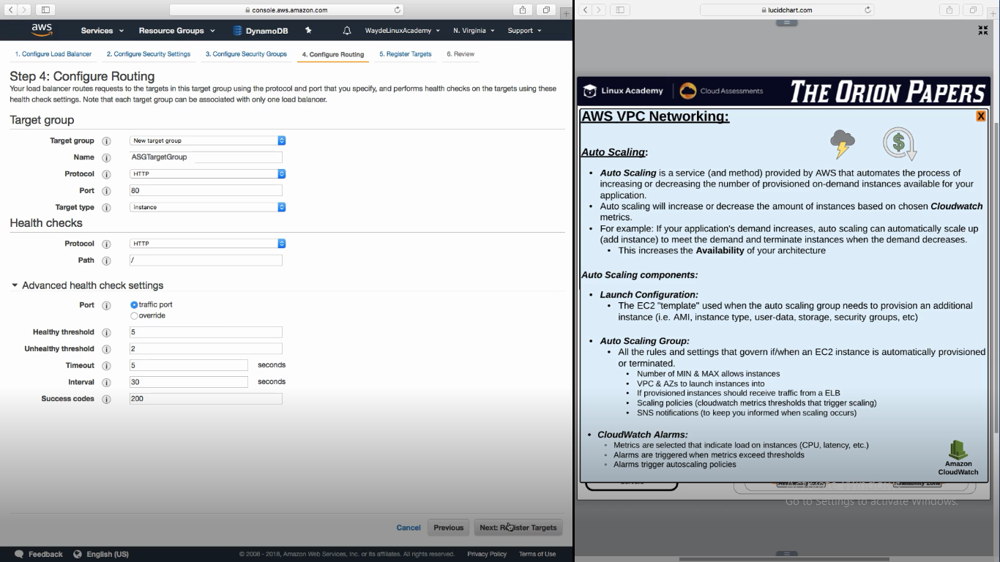 console.aws.amazon.com
aws
Services
Resource Groups
DynamoDB
WaydeLinuxAcademy
N. Virginia
Support
1. Configure Load Balancer
2. Configure Security Settings
3. Configure Security Groups
4. Configure Routing
5. Register Targets
6. Review
Step 4: Configure Routing
Your load balancer routes requests to the targets in this target group using the protocol and port that you specify, and performs health checks on the targets using these
health check settings. Note that each target group can be associated with only one load balancer.
Target group
Target group i New target group
Name i ASGTargetGroup
Protocol i HTTP
Port i 80
Target type i instance
Health checks
Protocol i HTTP
Path i /
Advanced health check settings
Port i traffic port
override
Healthy threshold i 5
Unhealthy threshold i 2
Timeout i 5 seconds
Interval i 30 seconds
Success codes i 200
Cancel
Previous
Next: Register Targets
Feedback
English (US)
© 2008 - 2018, Amazon Web Services, Inc. or its affiliates. All rights reserved.
Privacy Policy
Terms of Use
lucidchart.com
Linux Academy
Cloud Assessments
THE ORION PAPERS
AWS VPC Networking:
X
Auto Scaling:
• Auto Scaling is a service (and method) provided by AWS that automates the process of
increasing or decreasing the number of provisioned on-demand instances available for your
application.
• Auto scaling will increase or decrease the amount of instances based on chosen Cloudwatch
metrics.
• For example: If your application's demand increases, auto scaling can automatically scale up
(add instance) to meet the demand and terminate instances when the demand decreases.
• This increases the Availability of your architecture
Auto Scaling components:
• Launch Configuration:
• The EC2 "template" used when the auto scaling group needs to provision an additional
instance (i.e. AMI, instance type, user-data, storage, security groups, etc)
• Auto Scaling Group:
• All the rules and settings that govern if/when an EC2 instance is automatically provisioned
or terminated.
• Number of MIN & MAX allows instances
• VPC & AZs to launch instances into
• If provisioned instances should receive traffic from a ELB
• Scaling policies (cloudwatch metrics thresholds that trigger scaling)
• SNS notifications (to keep you informed when scaling occurs)
• CloudWatch Alarms:
◦ Metrics are selected that indicate load on instances (CPU, latency, etc.)
◦ Alarms are triggered when metrics exceed thresholds
◦ Alarms trigger autoscaling policies
Amazon
CloudWatch
Go to Settings to activate Windows.